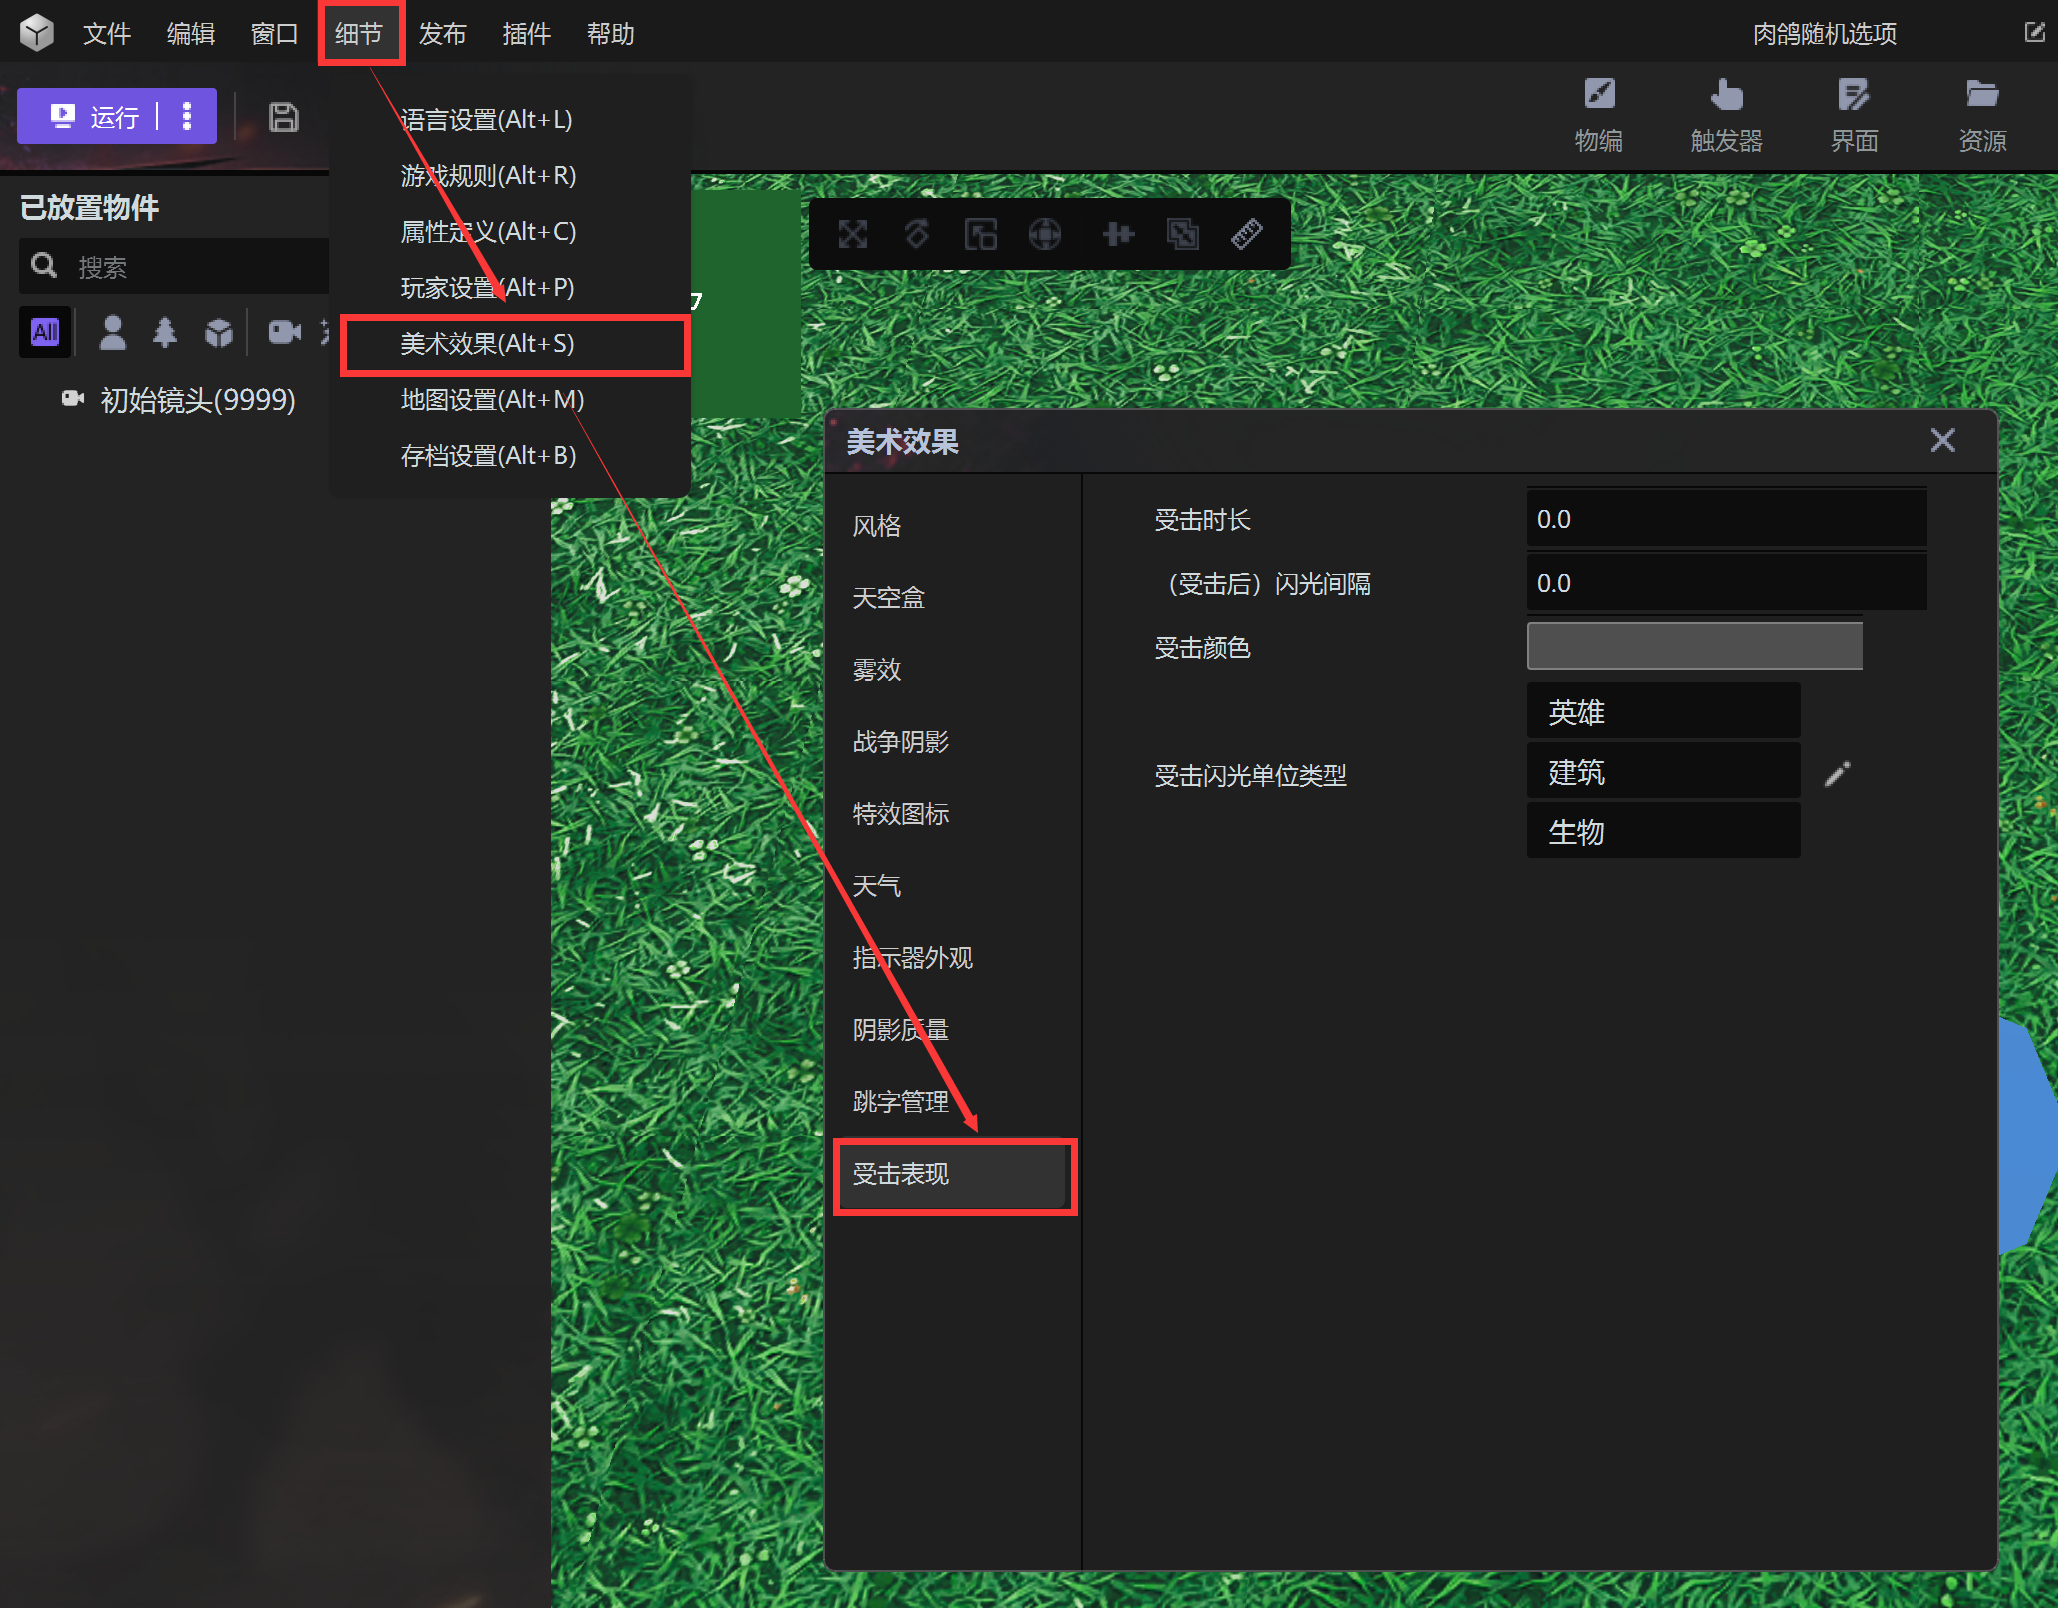 文件 编辑 窗口 细节 发布 插件 帮助 肉鸽随机选项
运行
物编 触发器 界面 资源
语言设置(Alt+L)
游戏规则(Alt+R)
属性定义(Alt+C)
玩家设置(Alt+P)
美术效果(Alt+S)
地图设置(Alt+M)
存档设置(Alt+B)
已放置物件
搜索
All
初始镜头(9999)
美术效果
风格
天空盒
雾效
战争阴影
特效图标
天气
指示器外观
阴影质量
跳字管理
受击表现
受击时长 0.0
（受击后）闪光间隔 0.0
受击颜色
受击闪光单位类型
英雄
建筑
生物